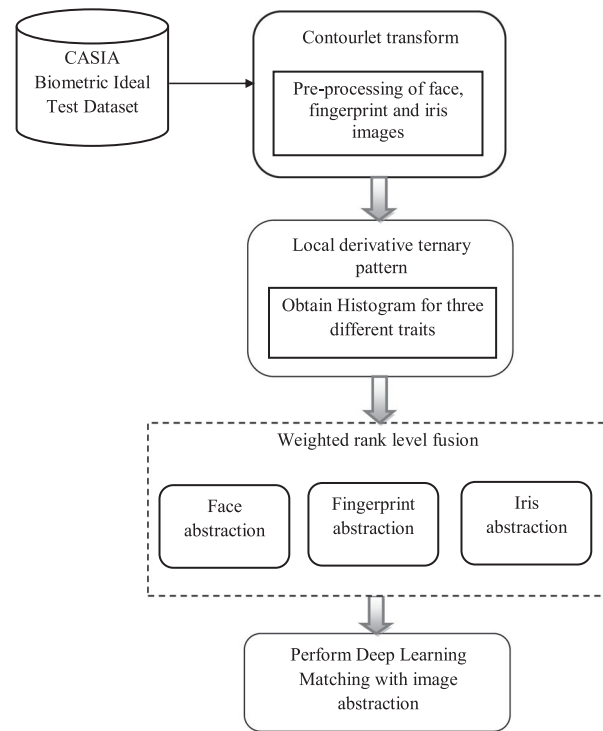 CASIA
Biometric Ideal
Test Dataset
Contourlet transform
Pre-processing of face,
fingerprint and iris
images
Local derivative ternary
pattern
Obtain Histogram for three
different traits
Weighted rank level fusion
Face
abstraction
Fingerprint
abstraction
Iris
abstraction
Perform Deep Learning
Matching with image
abstraction